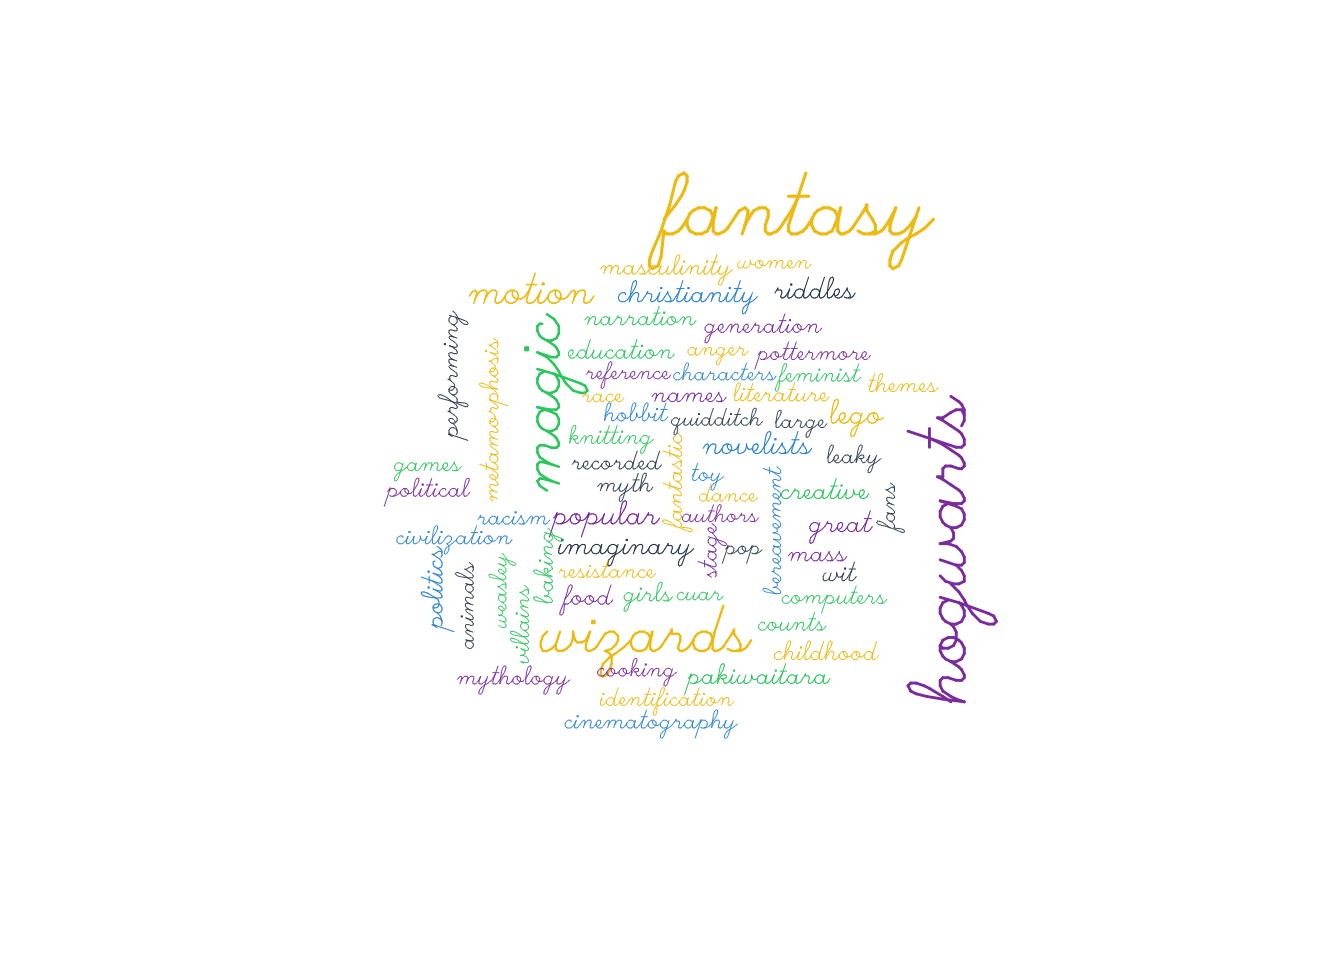 fantasy
masculinity women
motion christianity riddles
narration generation
performing
magic
metamorphosis
education anger pottermore
reference characters feminist
race names literature themes
hobbit quidditch large lego
hogwarts
knitting novelists
recorded fantastic leaky
games toy
political myth dance bereavement creative
fans
racism popular authors great
civilization imaginary stage pop mass
baking
politics animals weasley resistance wit
villains food girls cuar computers
wizards counts
childhood
mythology cooking pakiwaitara
identification
cinematography